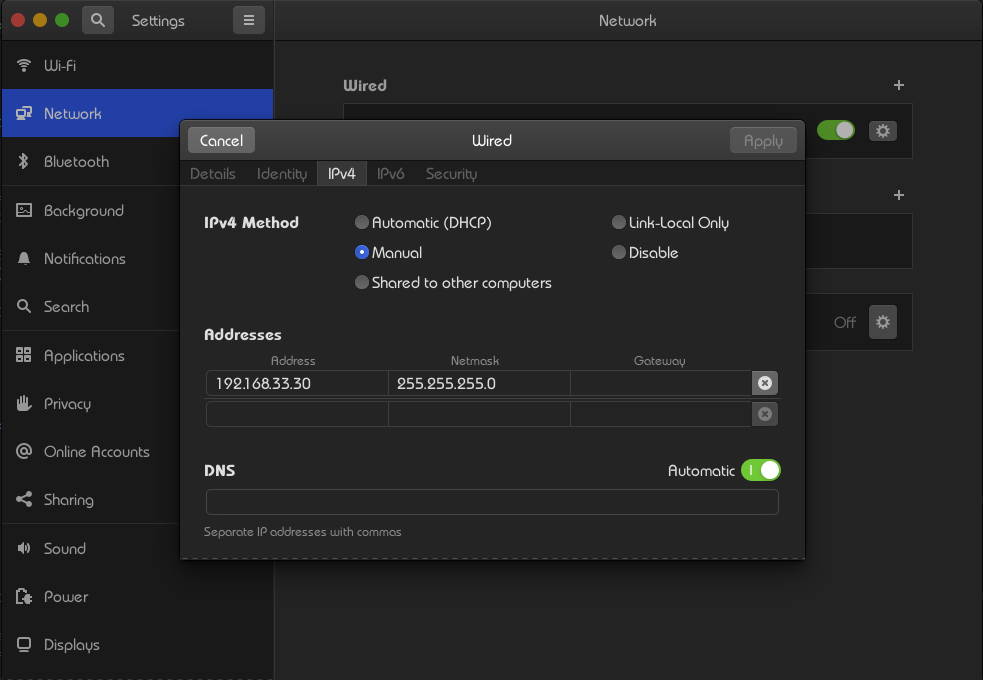 Settings
Network
Wi-Fi
Network
Bluetooth
Background
Notifications
Search
Applications
Privacy
Online Accounts
Sharing
Sound
Power
Displays
Wired
Off
Cancel
Wired
Apply
Details Identity IPv4 IPv6 Security
IPv4 Method
Automatic (DHCP)
Link-Local Only
Manual
Disable
Shared to other computers
Addresses
Address Netmask Gateway
192.168.33.30 255.255.255.0
DNS
Automatic
Separate IP addresses with commas